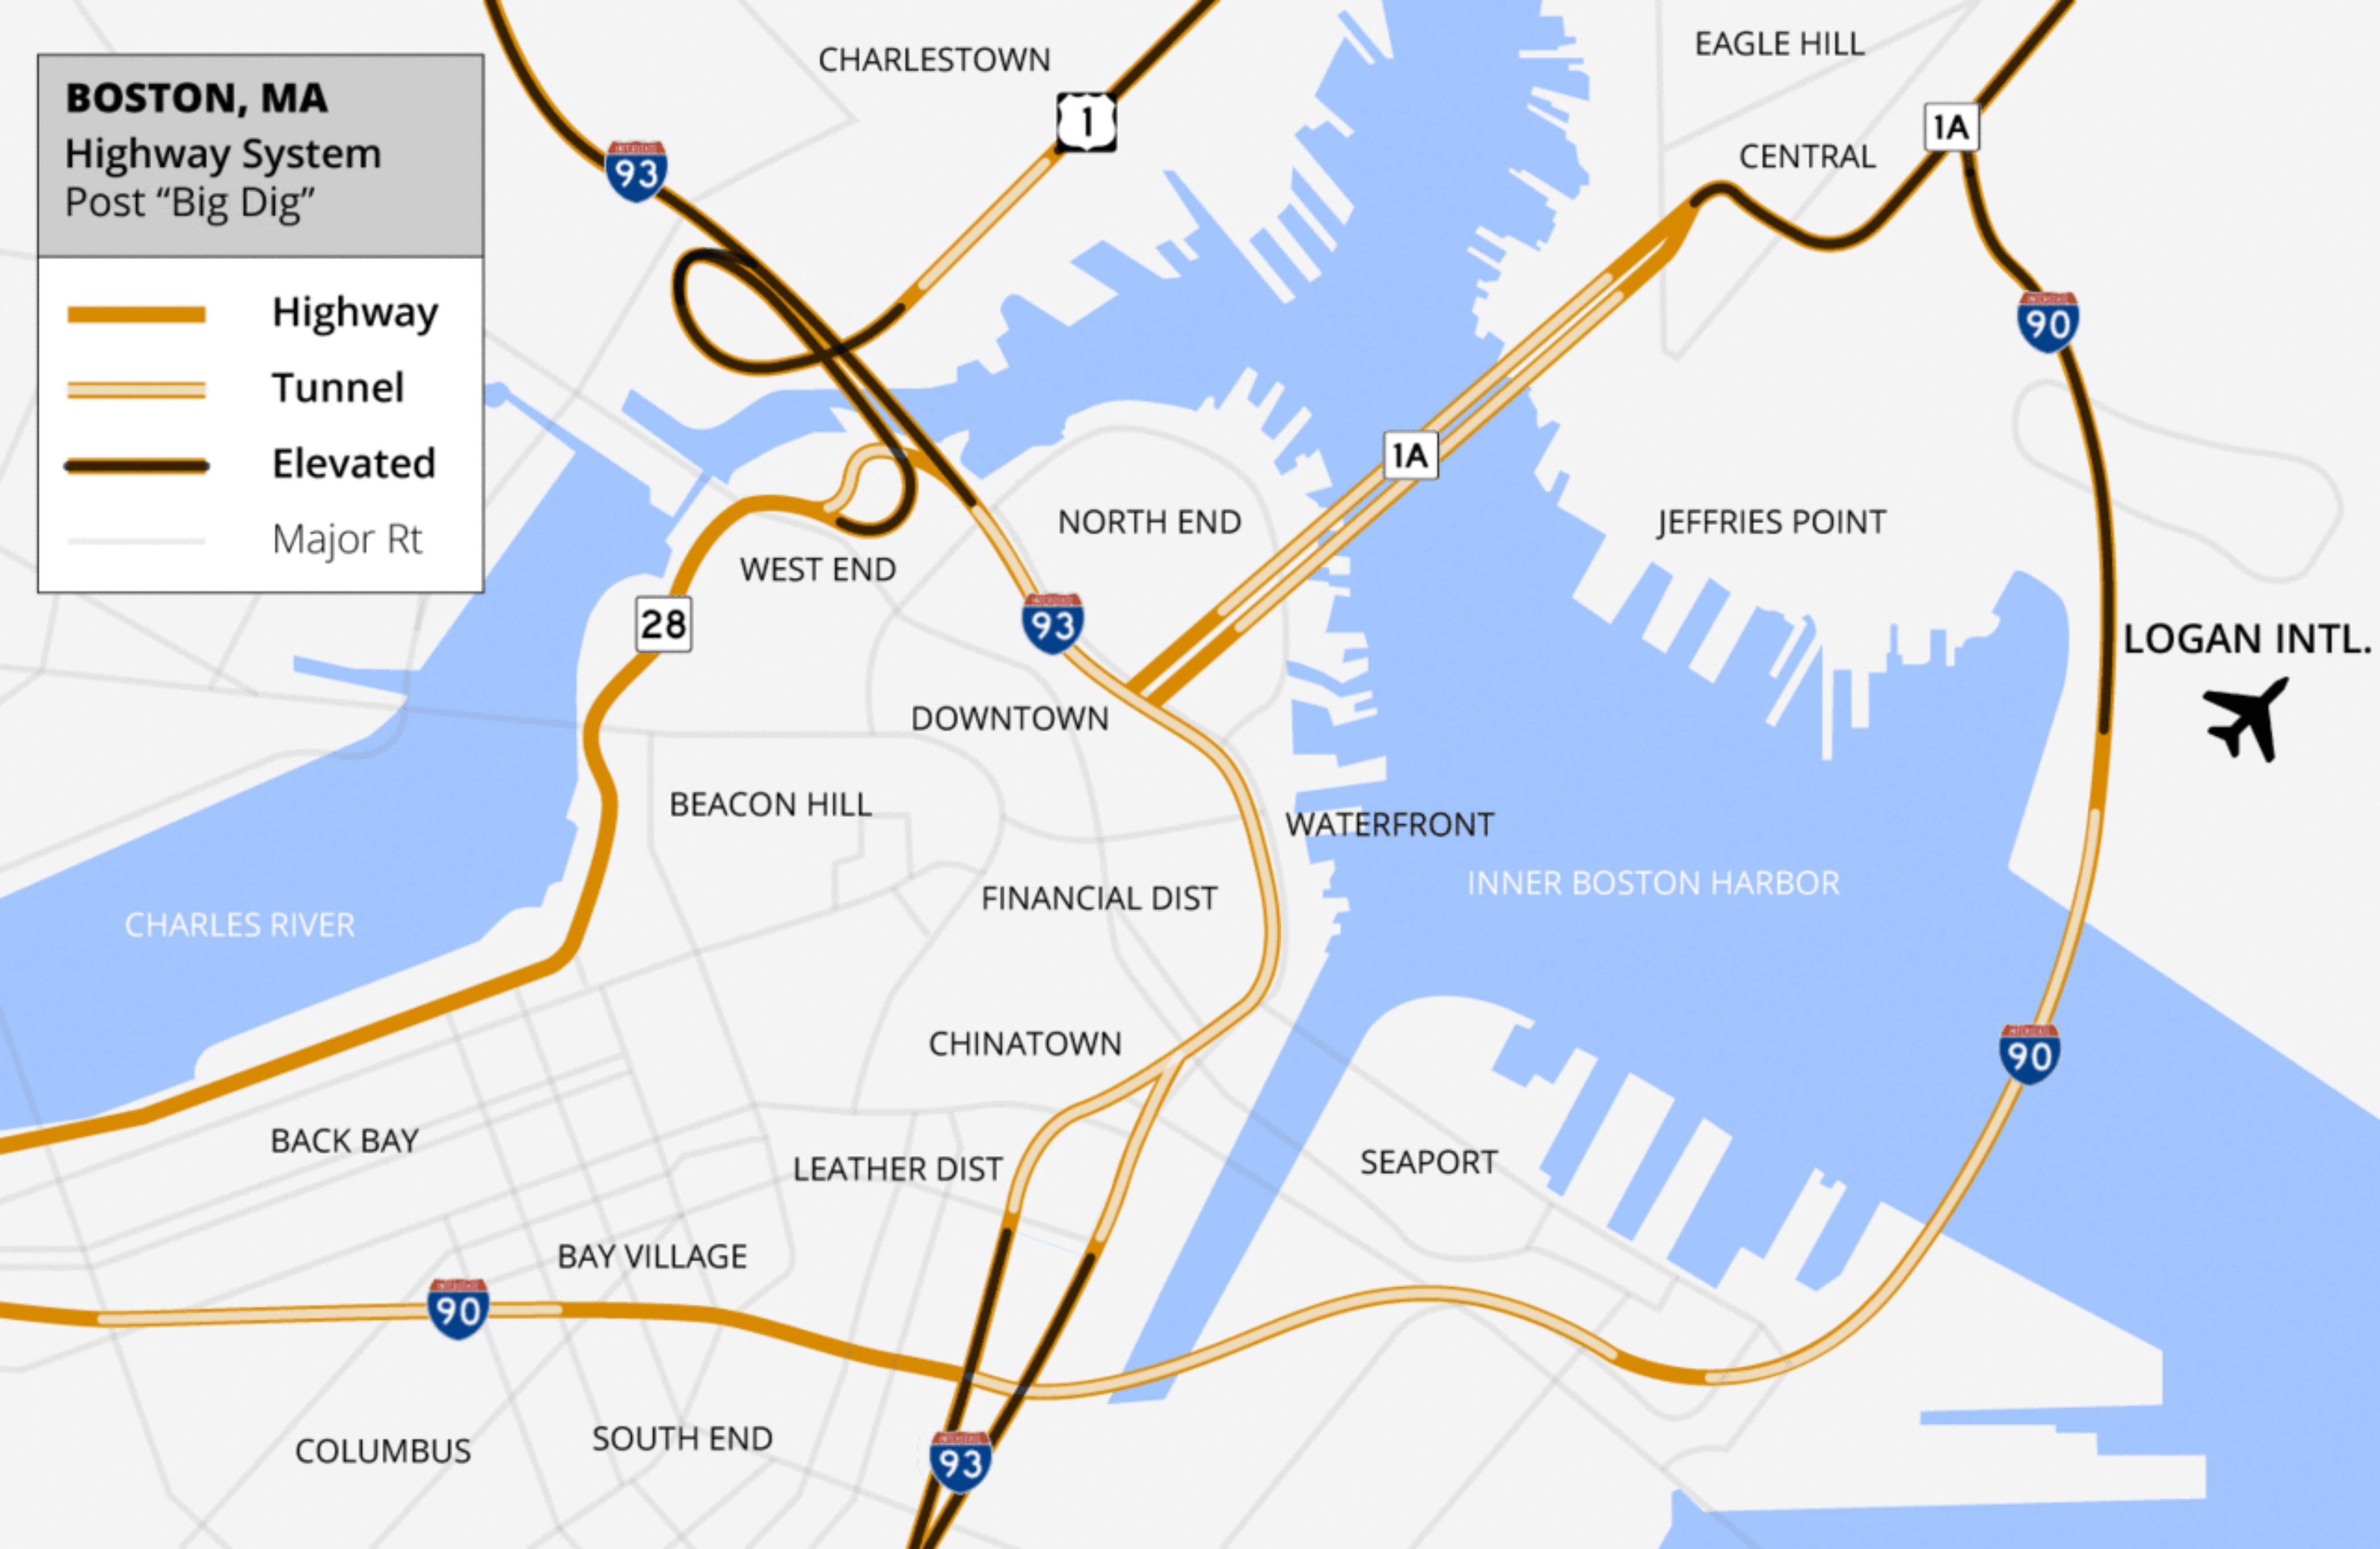 BOSTON, MA
Highway System
Post “Big Dig”
Highway
Tunnel
Elevated
Major Rt
CHARLESTOWN
EAGLE HILL
1
1A
CENTRAL
93
90
1A
NORTH END
JEFFRIES POINT
WEST END
28
93
LOGAN INTL.
DOWNTOWN
BEACON HILL
WATERFRONT
INNER BOSTON HARBOR
FINANCIAL DIST
CHARLES RIVER
CHINATOWN
90
BACK BAY
LEATHER DIST
SEAPORT
BAY VILLAGE
90
COLUMBUS
SOUTH END
93